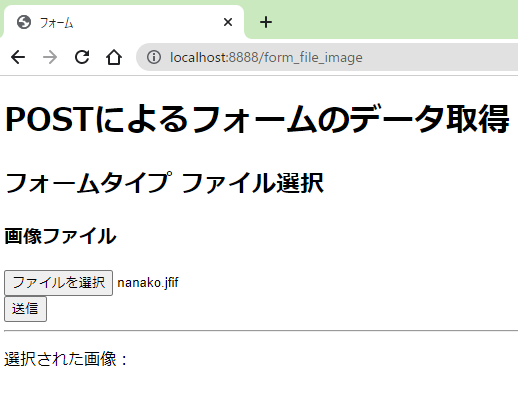 フォーム
localhost:8888/form_file_image
POSTによるフォームのデータ取得
フォームタイプ ファイル選択
画像ファイル
ファイルを選択 nanako.jfif
送信
選択された画像：